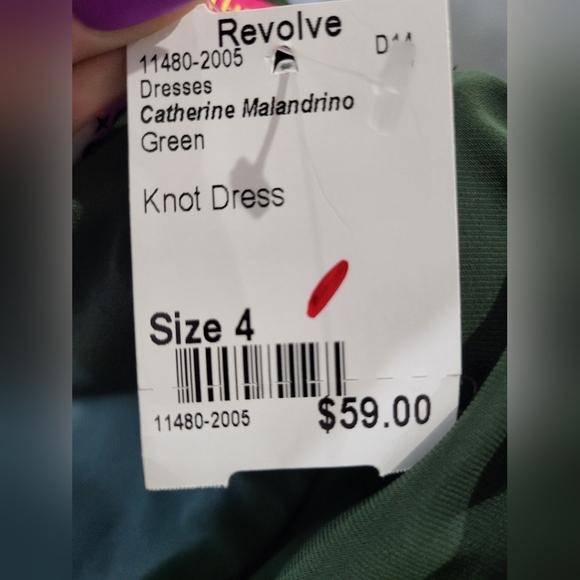 Revolve
11480-2005
Dresses
Catherine Malandrino
Green
Knot Dress
Size 4
11480-2005
$59.00